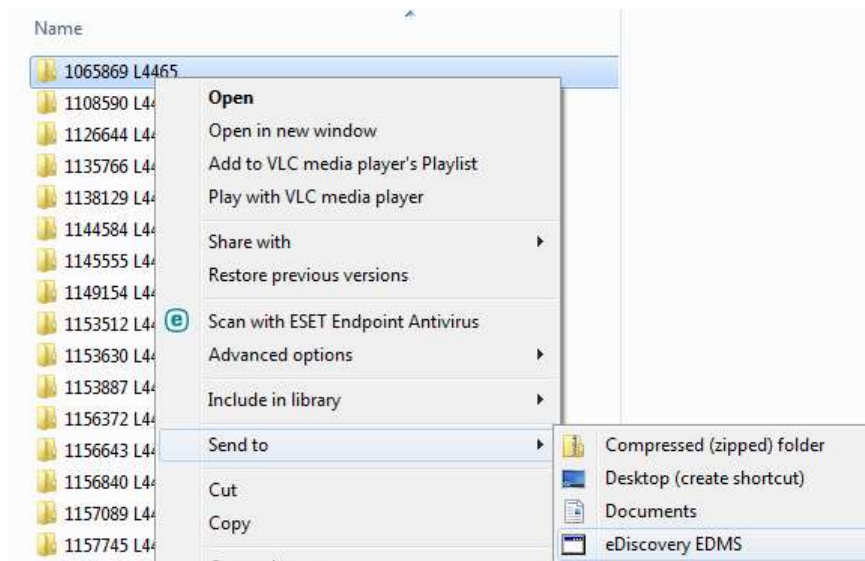 Name
1065869 L4465
1108590 L44
1126644 L44
1135766 L44
1138129 L44
1144584 L44
1145555 L44
1149154 L44
1153512 L44
1153630 L44
1153887 L44
1156372 L44
1156643 L44
1156840 L44
1157089 L44
1157745 L44
Open
Open in new window
Add to VLC media player's Playlist
Play with VLC media player
Share with
Restore previous versions
Scan with ESET Endpoint Antivirus
Advanced options
Include in library
Send to
Cut
Copy
Compressed (zipped) folder
Desktop (create shortcut)
Documents
eDiscovery EDMS